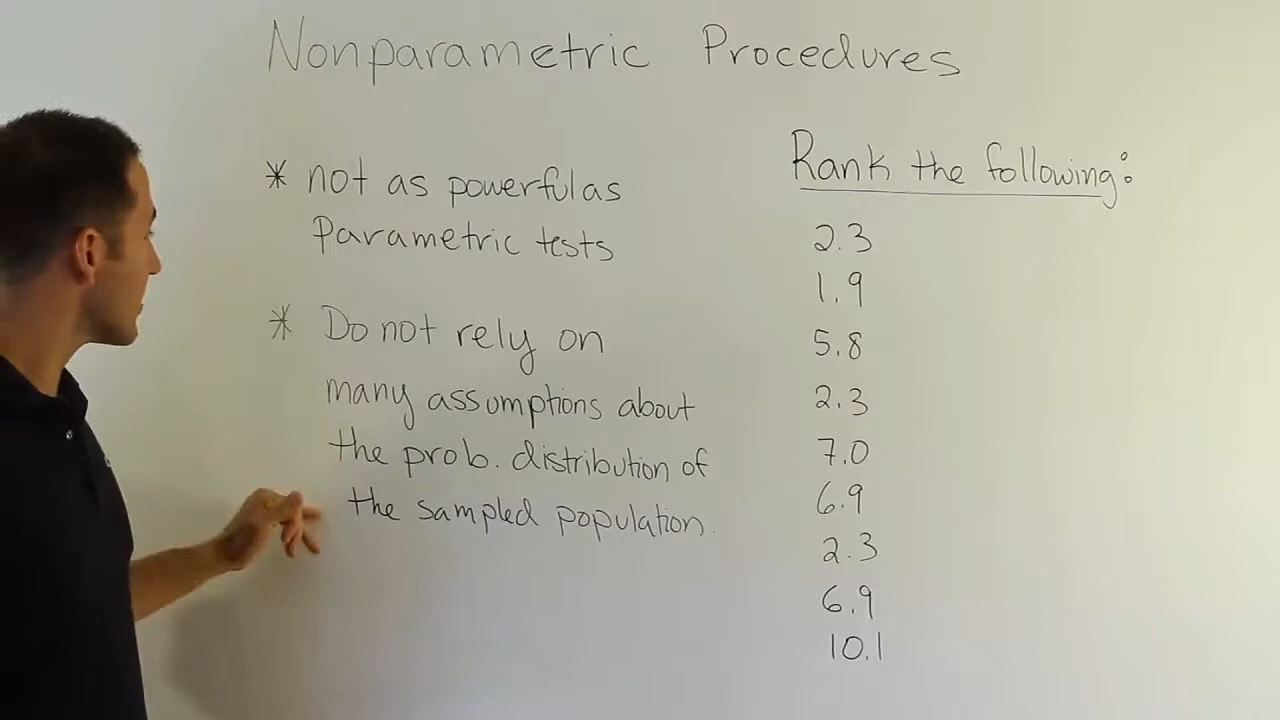 Nonparametric Procedures
* not as powerful as
Parametric tests
* Do not rely on
many assumptions about
the prob. distribution of
the sampled population.
Rank the following:
2.3
1.9
5.8
2.3
7.0
6.9
2.3
6.9
10.1